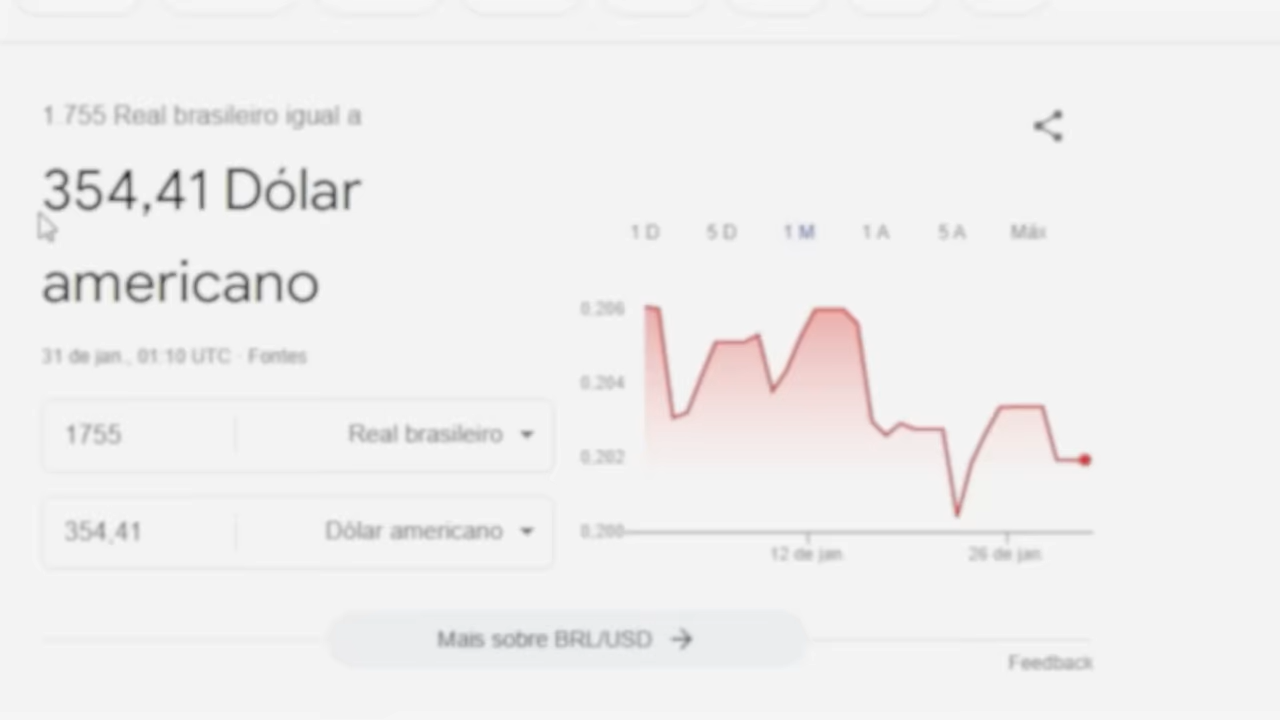 1.755 Real brasileiro igual a
354,41 Dólar
americano
31 de jan., 01:10 UTC · Fontes
1755 Real brasileiro
354,41 Dólar americano
1 D 5 D 1 M 1 A 5 A Máx
0.206
0.204
0.202
0.200
12 de jan 26 de jan
Mais sobre BRL/USD
Feedback